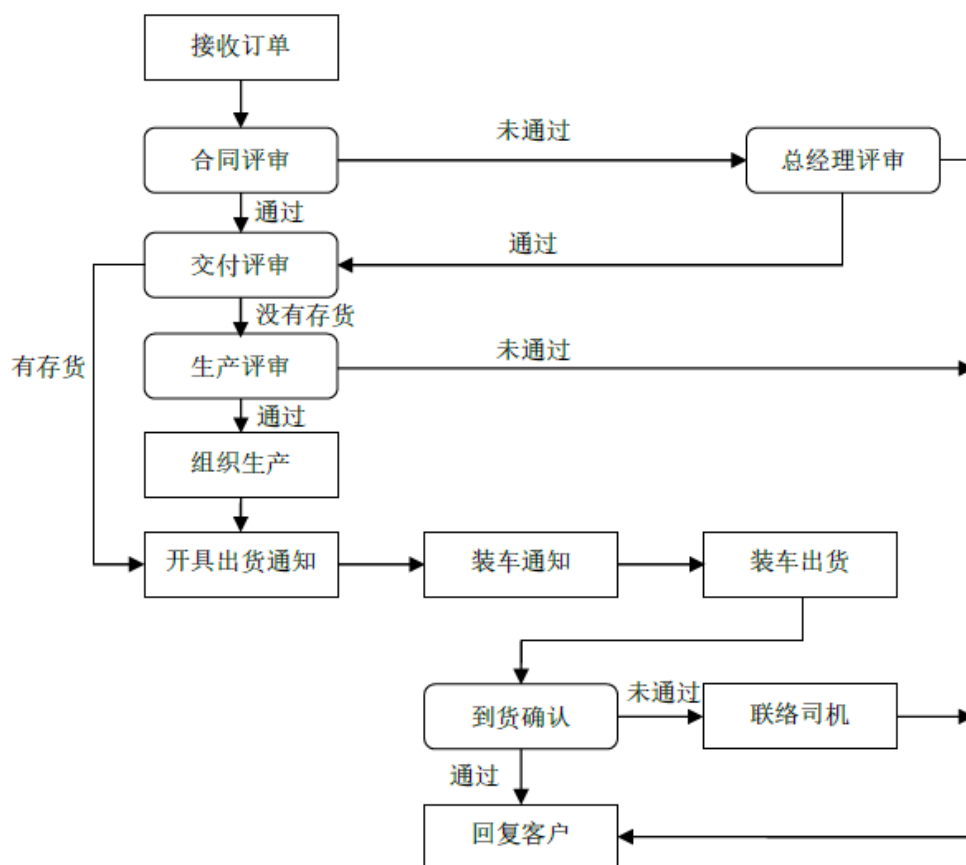 接收订单
未通过
合同评审
总经理评审
通过
通过
交付评审
没有存货
未通过
有存货
生产评审
通过
组织生产
开具出货通知
装车通知
装车出货
未通过
到货确认
联络司机
通过
回复客户